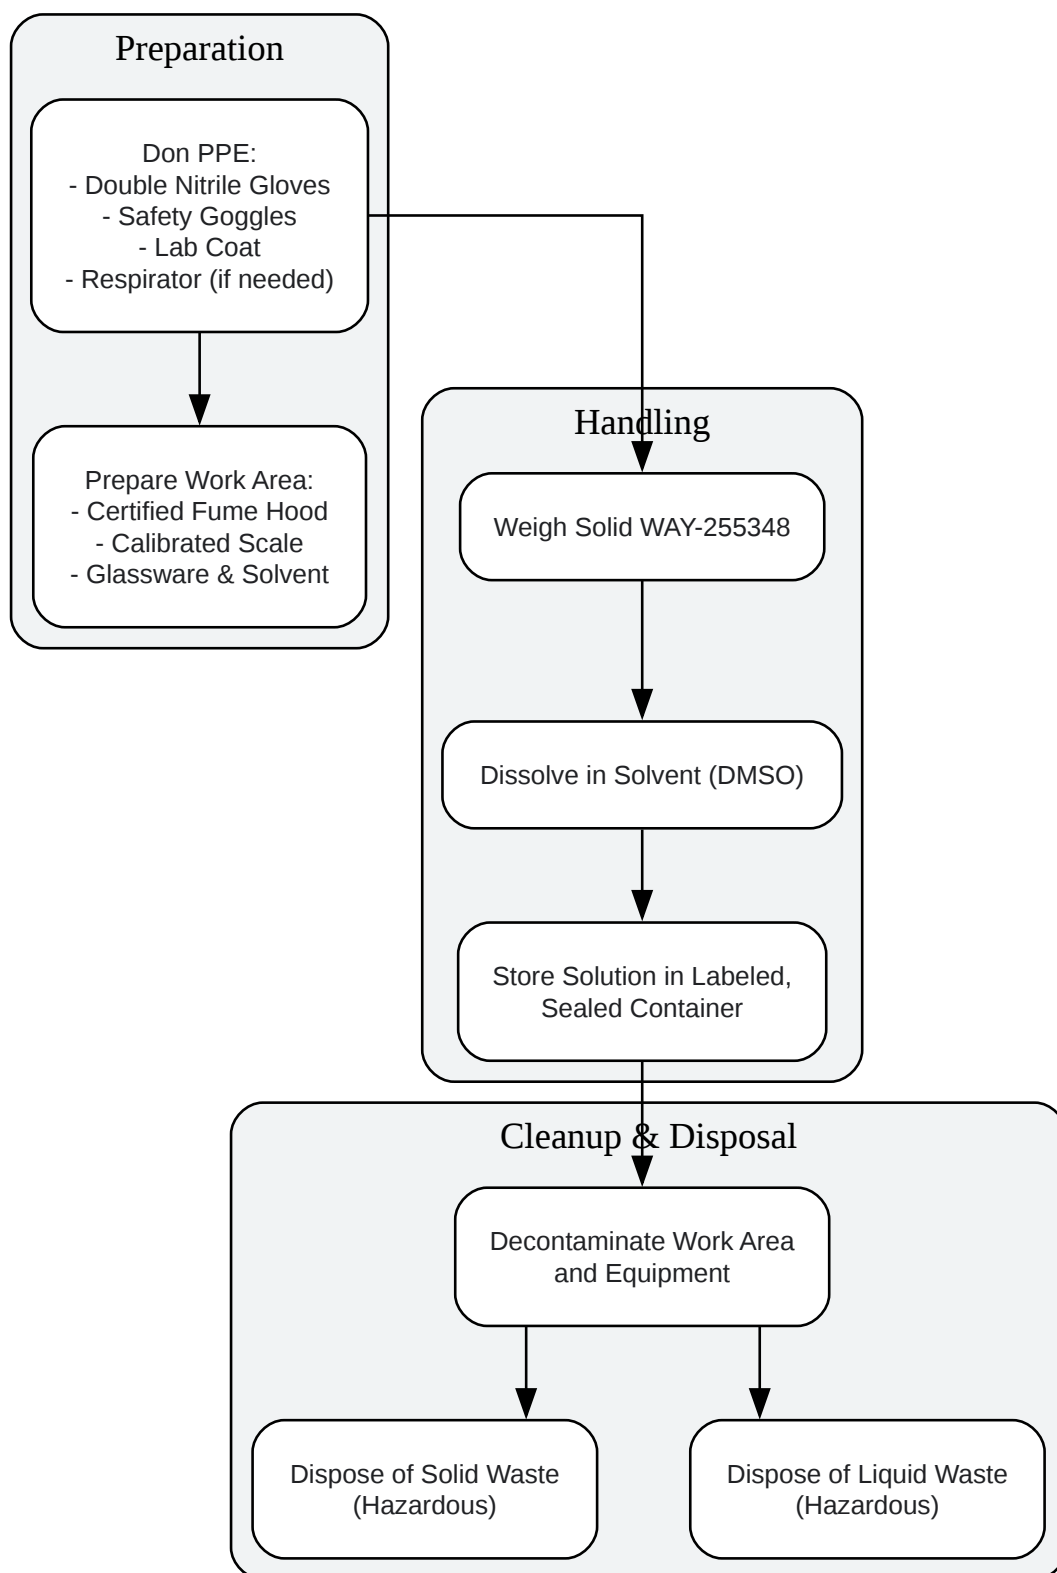 Preparation
Don PPE:
- Double Nitrile Gloves
- Safety Goggles
- Lab Coat
- Respirator (if needed)
Prepare Work Area:
- Certified Fume Hood
- Calibrated Scale
- Glassware & Solvent
Handling
Weigh Solid WAY-255348
Dissolve in Solvent (DMSO)
Store Solution in Labeled,
Sealed Container
Cleanup & Disposal
Decontaminate Work Area
and Equipment
Dispose of Solid Waste
(Hazardous)
Dispose of Liquid Waste
(Hazardous)